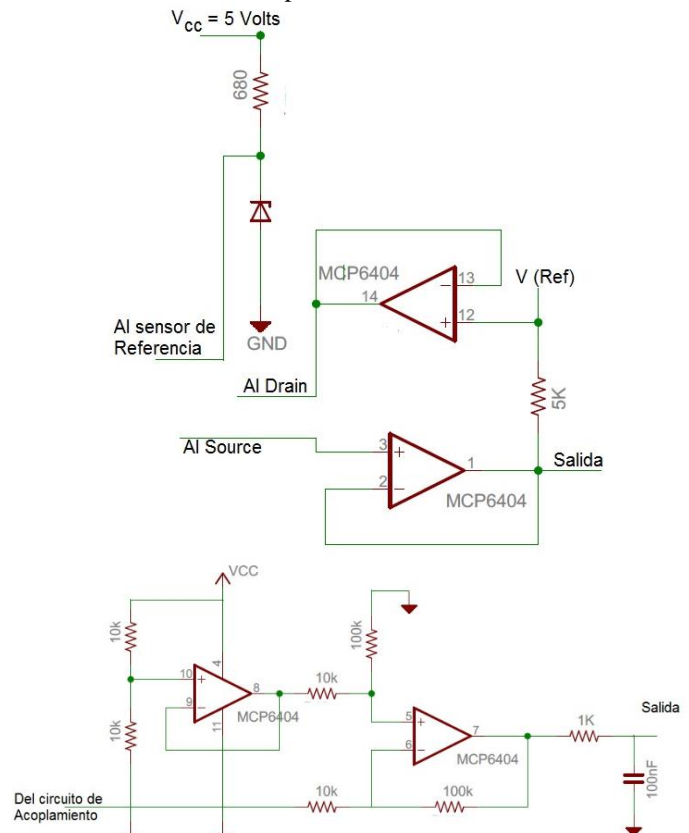 Vcc = 5 Volts
680
MCP6404
13
14
12
V (Ref)
Al sensor de
Referencia
GND
Al Drain
5K
Al Source
3
1
Salida
2
MCP6404
VCC
10k
100k
10
4
8
10k
9
MCP6404
11
10k
5
7
6
MCP6404
1K
Salida
100nF
Del circuito de
Acoplamiento
10k
100k